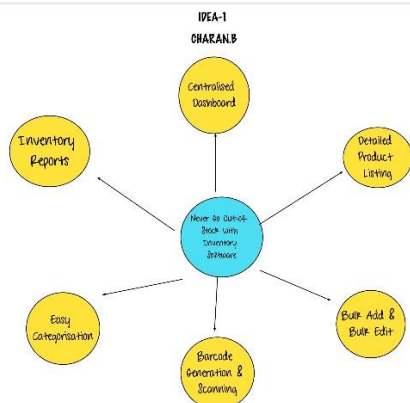 IDEA-1
CHARAN.B
Centralised
Dashboard
Inventory
Reports
Detailed
Product
Listing
Never Go Out-of-
Stock with
Inventory
Software
Easy
Categorisation
Bulk Add &
Bulk Edit
Barcode
Generation &
Scanning